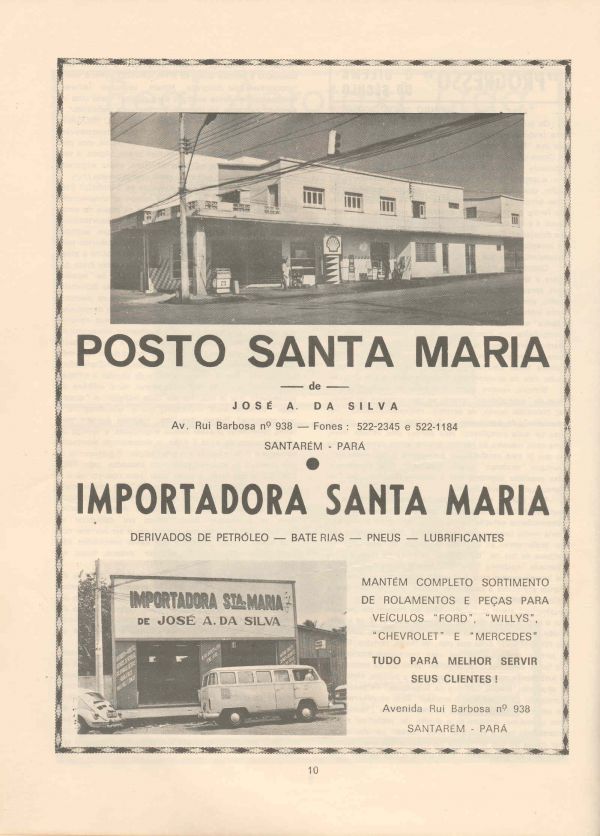 POSTO SANTA MARIA
— de —
JOSÉ A. DA SILVA
Av. Rui Barbosa nº 938 — Fones : 522-2345 e 522-1184
SANTARÉM - PARÁ
IMPORTADORA SANTA MARIA
DERIVADOS DE PETRÓLEO — BATERIAS — PNEUS — LUBRIFICANTES
IMPORTADORA STA. MARIA
DE JOSÉ A. DA SILVA
MANTÉM COMPLETO SORTIMENTO
DE ROLAMENTOS E PEÇAS PARA
VEÍCULOS "FORD", "WILLYS",
"CHEVROLET" E "MERCEDES"
TUDO PARA MELHOR SERVIR
SEUS CLIENTES !
Avenida Rui Barbosa nº 938
SANTARÉM - PARÁ
10